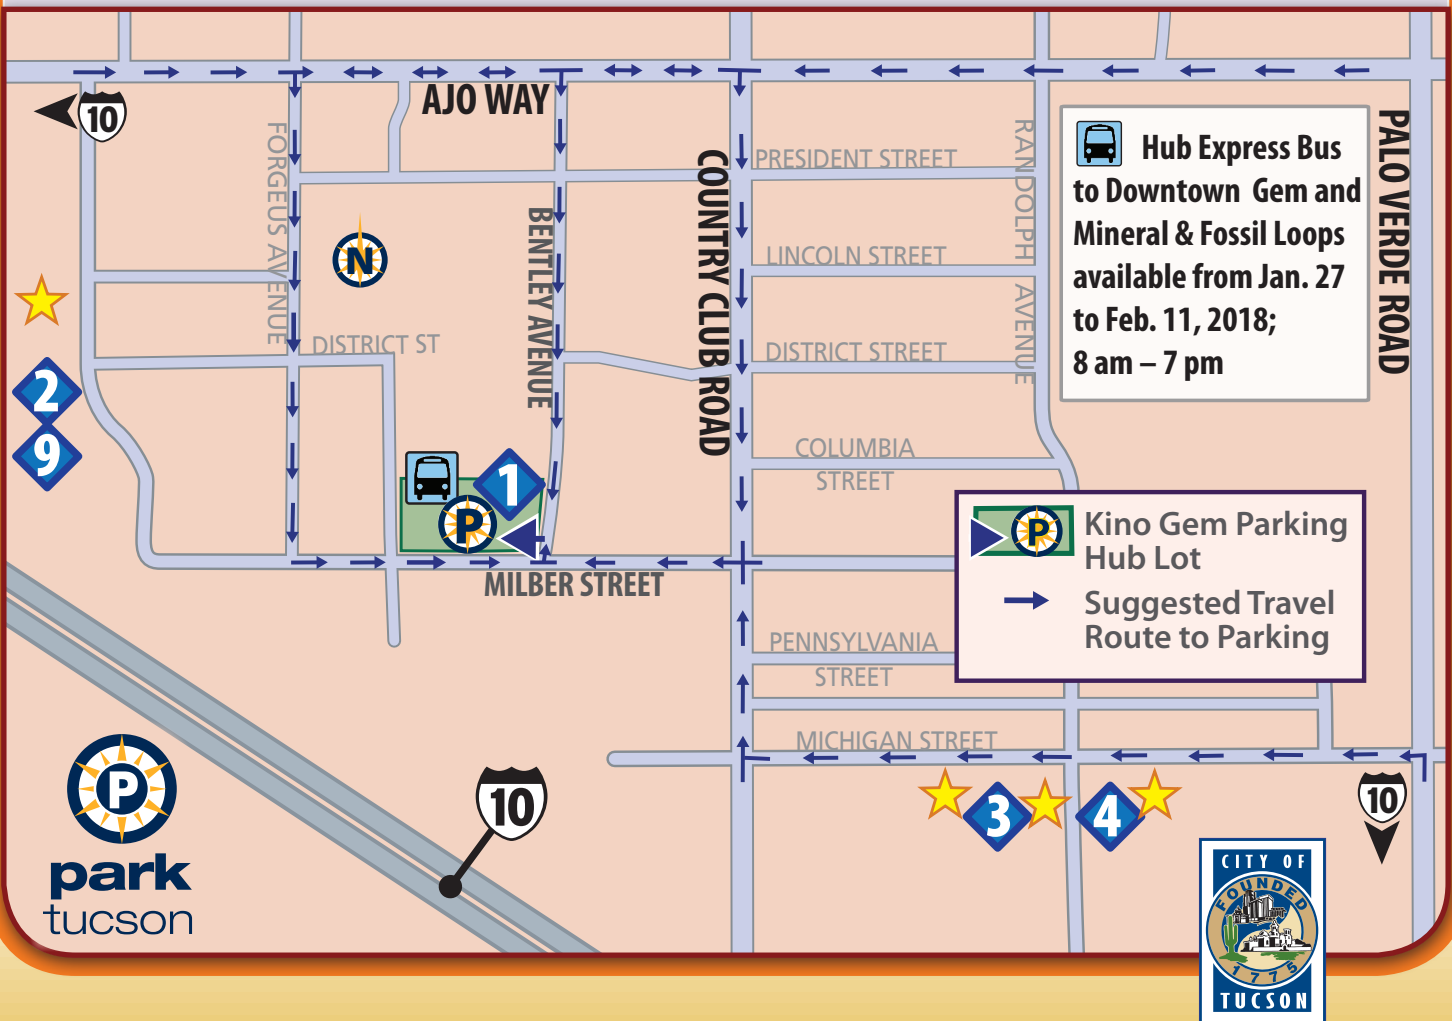 AJO WAY
10
FORGEUS AVENUE
N
BENTLEY AVENUE
COUNTRY CLUB ROAD
PRESIDENT STREET
LINCOLN STREET
DISTRICT STREET
COLUMBIA
STREET
RANDOLPH AVENUE
PALO VERDE ROAD
Hub Express Bus
to Downtown Gem and
Mineral & Fossil Loops
available from Jan. 27
to Feb. 11, 2018;
8 am – 7 pm
DISTRICT ST
2
9
1
P
MILBER STREET
P Kino Gem Parking
Hub Lot
Suggested Travel
Route to Parking
PENNSYLVANIA
STREET
MICHIGAN STREET
3
4
10
10
P
park
tucson
CITY OF
FOUNDED
1775
TUCSON